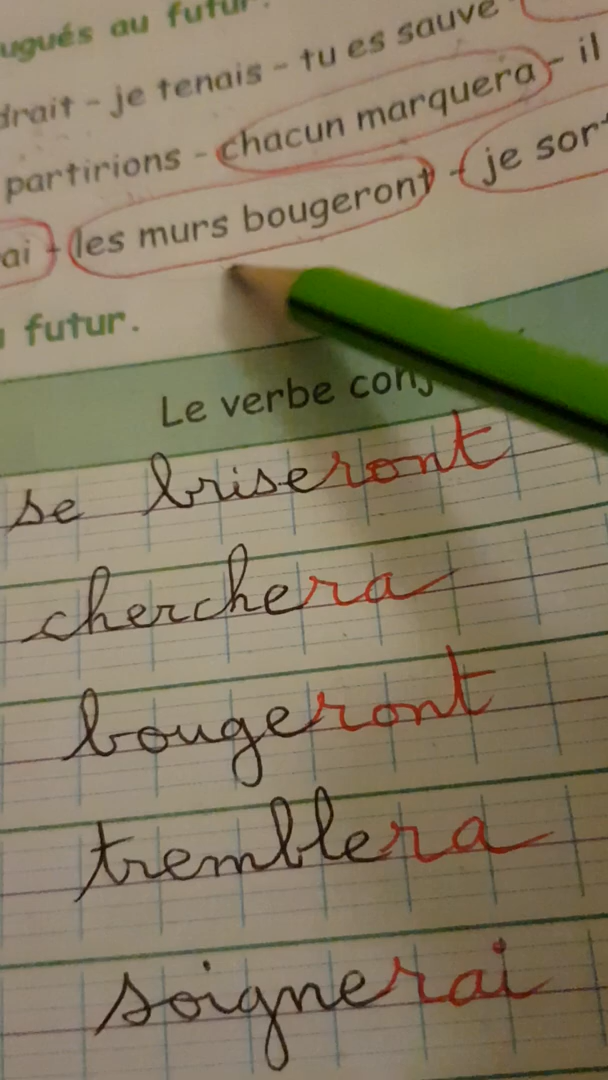 ugués au futur.
drait - je tenais - tu es sauvé
partirions - chacun marquera - il
ai - les murs bougeront - je sor
futur.
Le verbe conj
se briseront
cherchera
bougeront
tremblera
soignerai